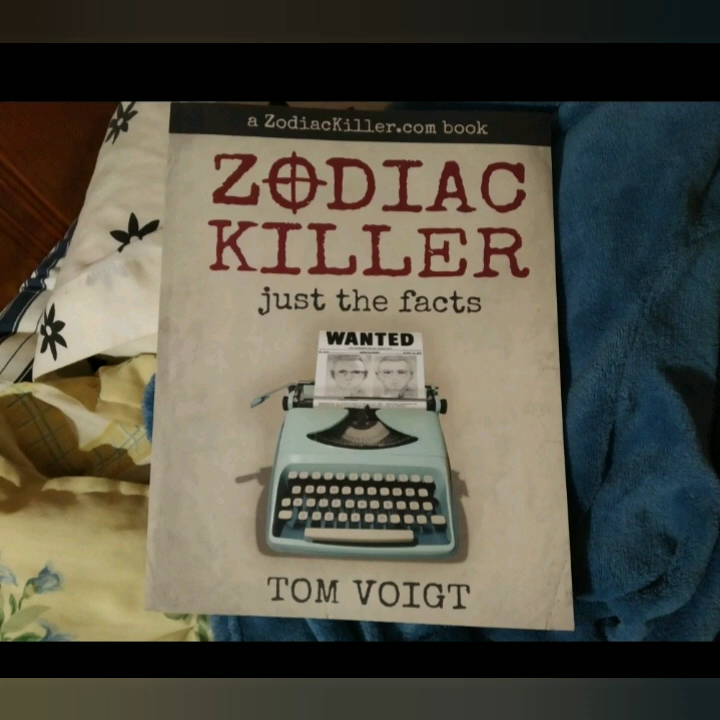 a ZodiacKiller.com book
ZODIAC
KILLER
just the facts
WANTED
TOM VOIGT